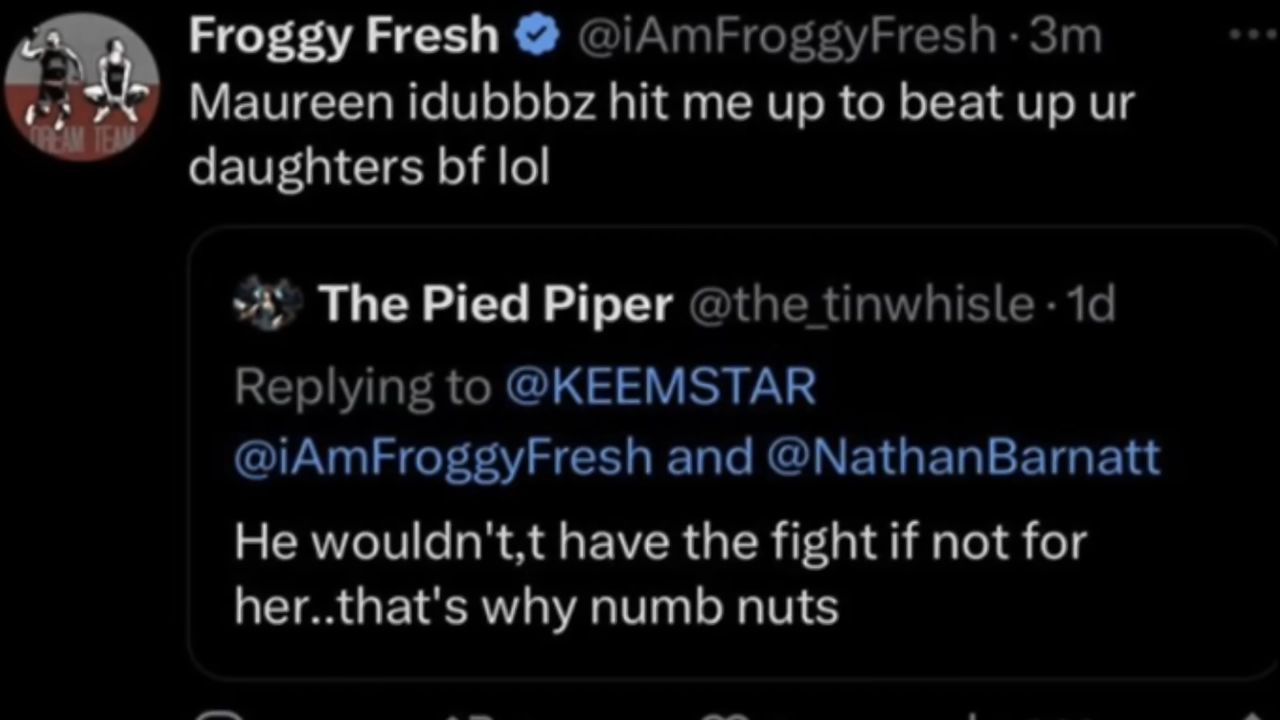 Froggy Fresh @iAmFroggyFresh · 3m
Maureen idubbbz hit me up to beat up ur
daughters bf lol
The Pied Piper @the_tinwhisle · 1d
Replying to @KEEMSTAR
@iAmFroggyFresh and @NathanBarnatt
He wouldn't,t have the fight if not for
her..that's why numb nuts
DREAM TEAM